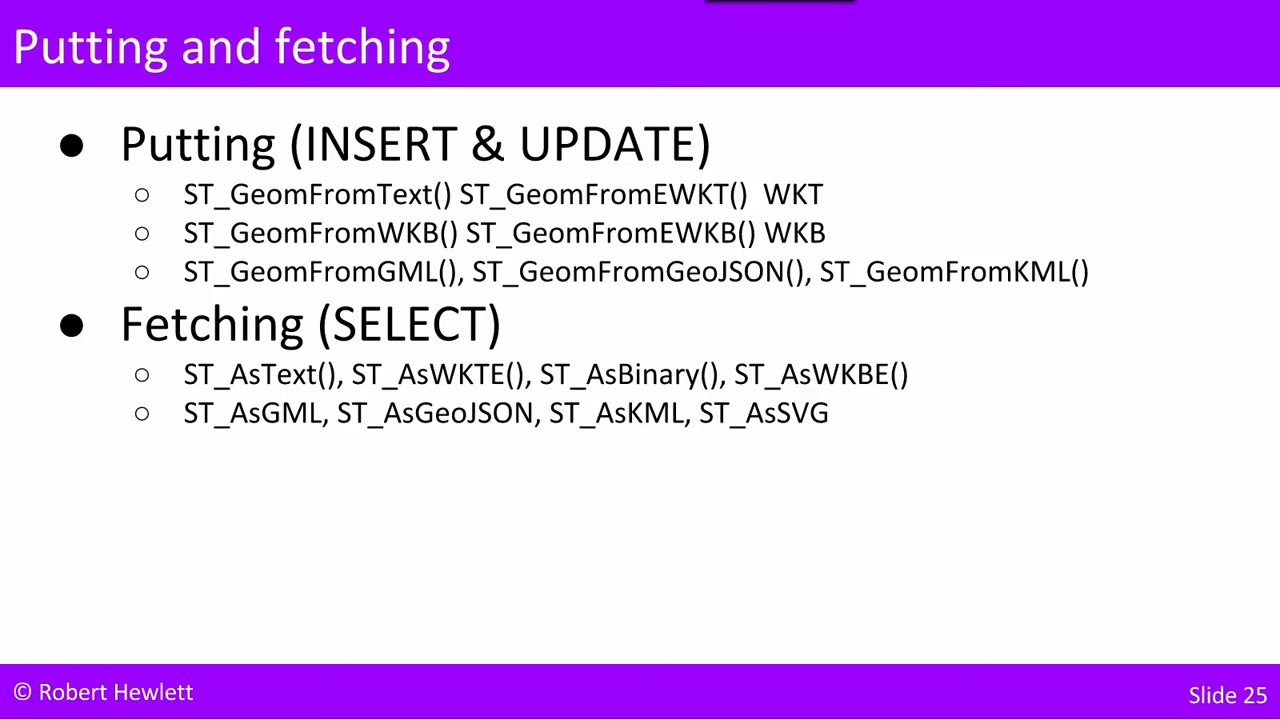 Putting and fetching
● Putting (INSERT & UPDATE)
○ ST_GeomFromText() ST_GeomFromEWKT()  WKT
○ ST_GeomFromWKB() ST_GeomFromEWKB() WKB
○ ST_GeomFromGML(), ST_GeomFromGeoJSON(), ST_GeomFromKML()
● Fetching (SELECT)
○ ST_AsText(), ST_AsWKTE(), ST_AsBinary(), ST_AsWKBE()
○ ST_AsGML, ST_AsGeoJSON, ST_AsKML, ST_AsSVG
© Robert Hewlett
Slide 25